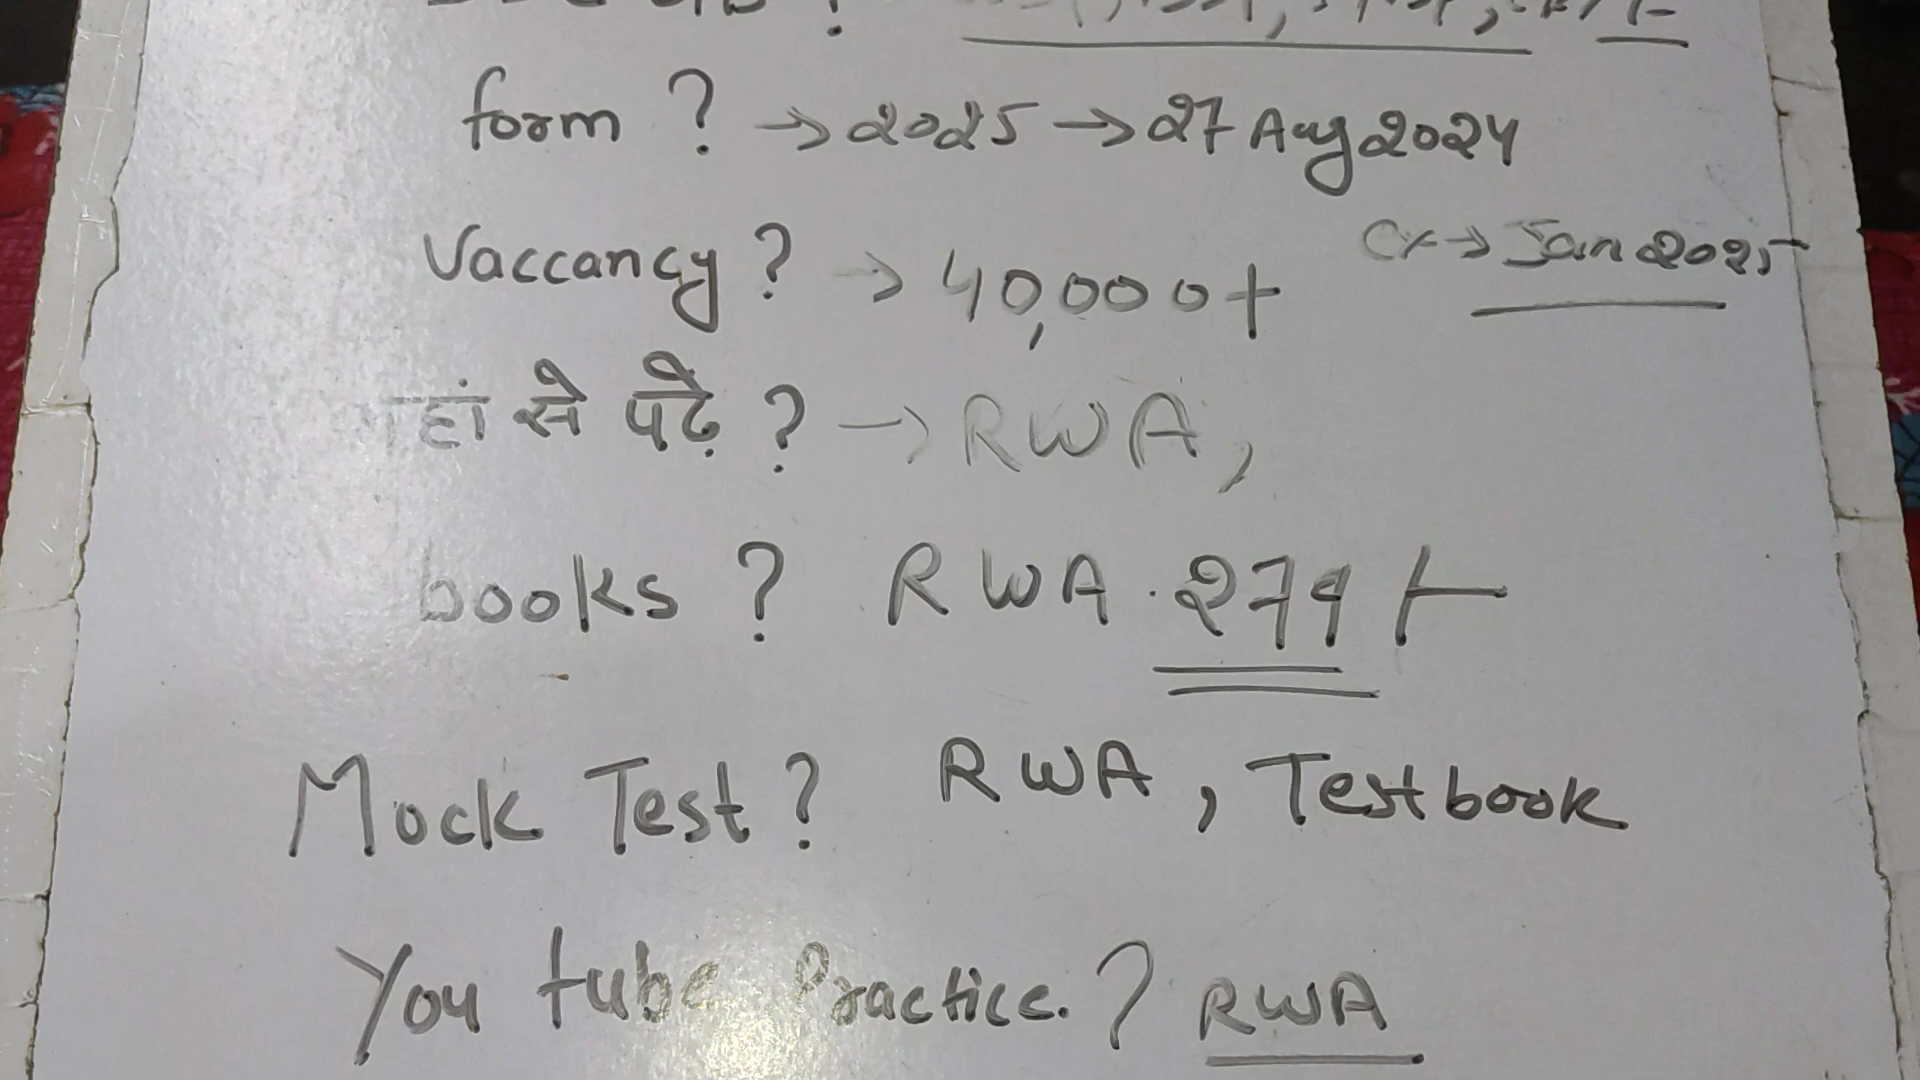 form ? → 2025 → 27 Aug 2024
Vaccancy ? → 40,000+
→ Jan 2025
से पढ़े ? → RWA,
books ? RWA. 279 /-
Mock Test ? RWA, Testbook
You tube Practice. ? RWA